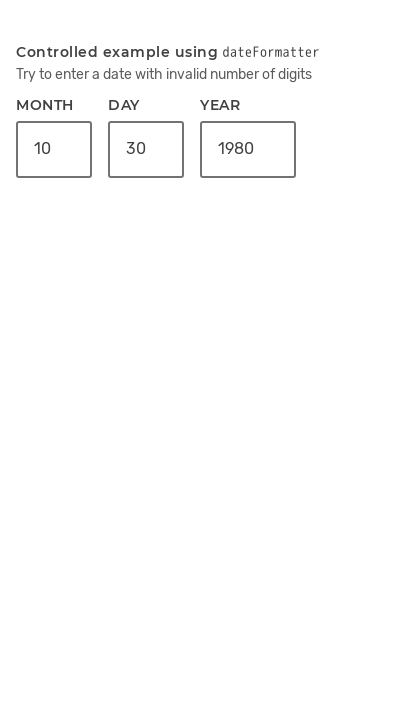 Controlled example using dateFormatter
Try to enter a date with invalid number of digits
MONTH DAY YEAR
10 30 1980